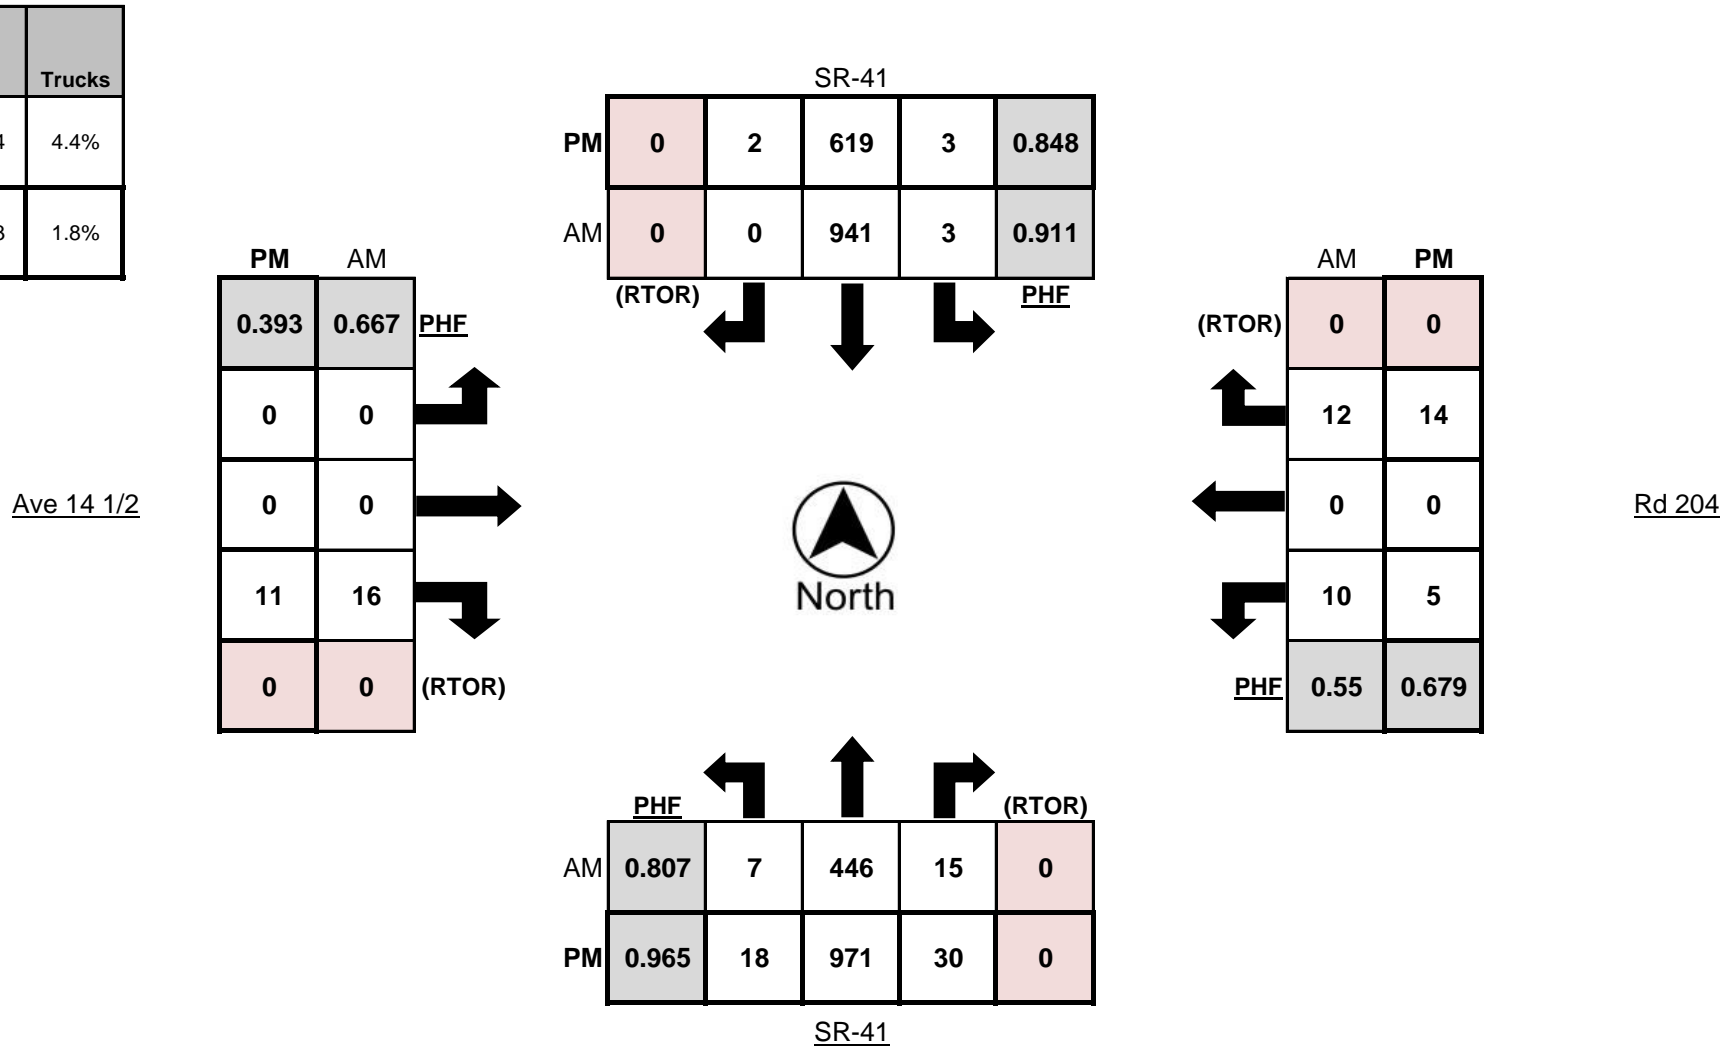 Trucks
SR-41
PM 0 2 619 3 0.848
4 4.4%
AM 0 0 941 3 0.911
3 1.8%
PM AM
AM PM
(RTOR) PHF
0.393 0.667 PHF
(RTOR) 0 0
0 0
12 14
Ave 14 1/2
0 0
0 0
Rd 204
North
11 16
10 5
0 0 (RTOR)
PHF 0.55 0.679
PHF (RTOR)
AM 0.807 7 446 15 0
PM 0.965 18 971 30 0
SR-41